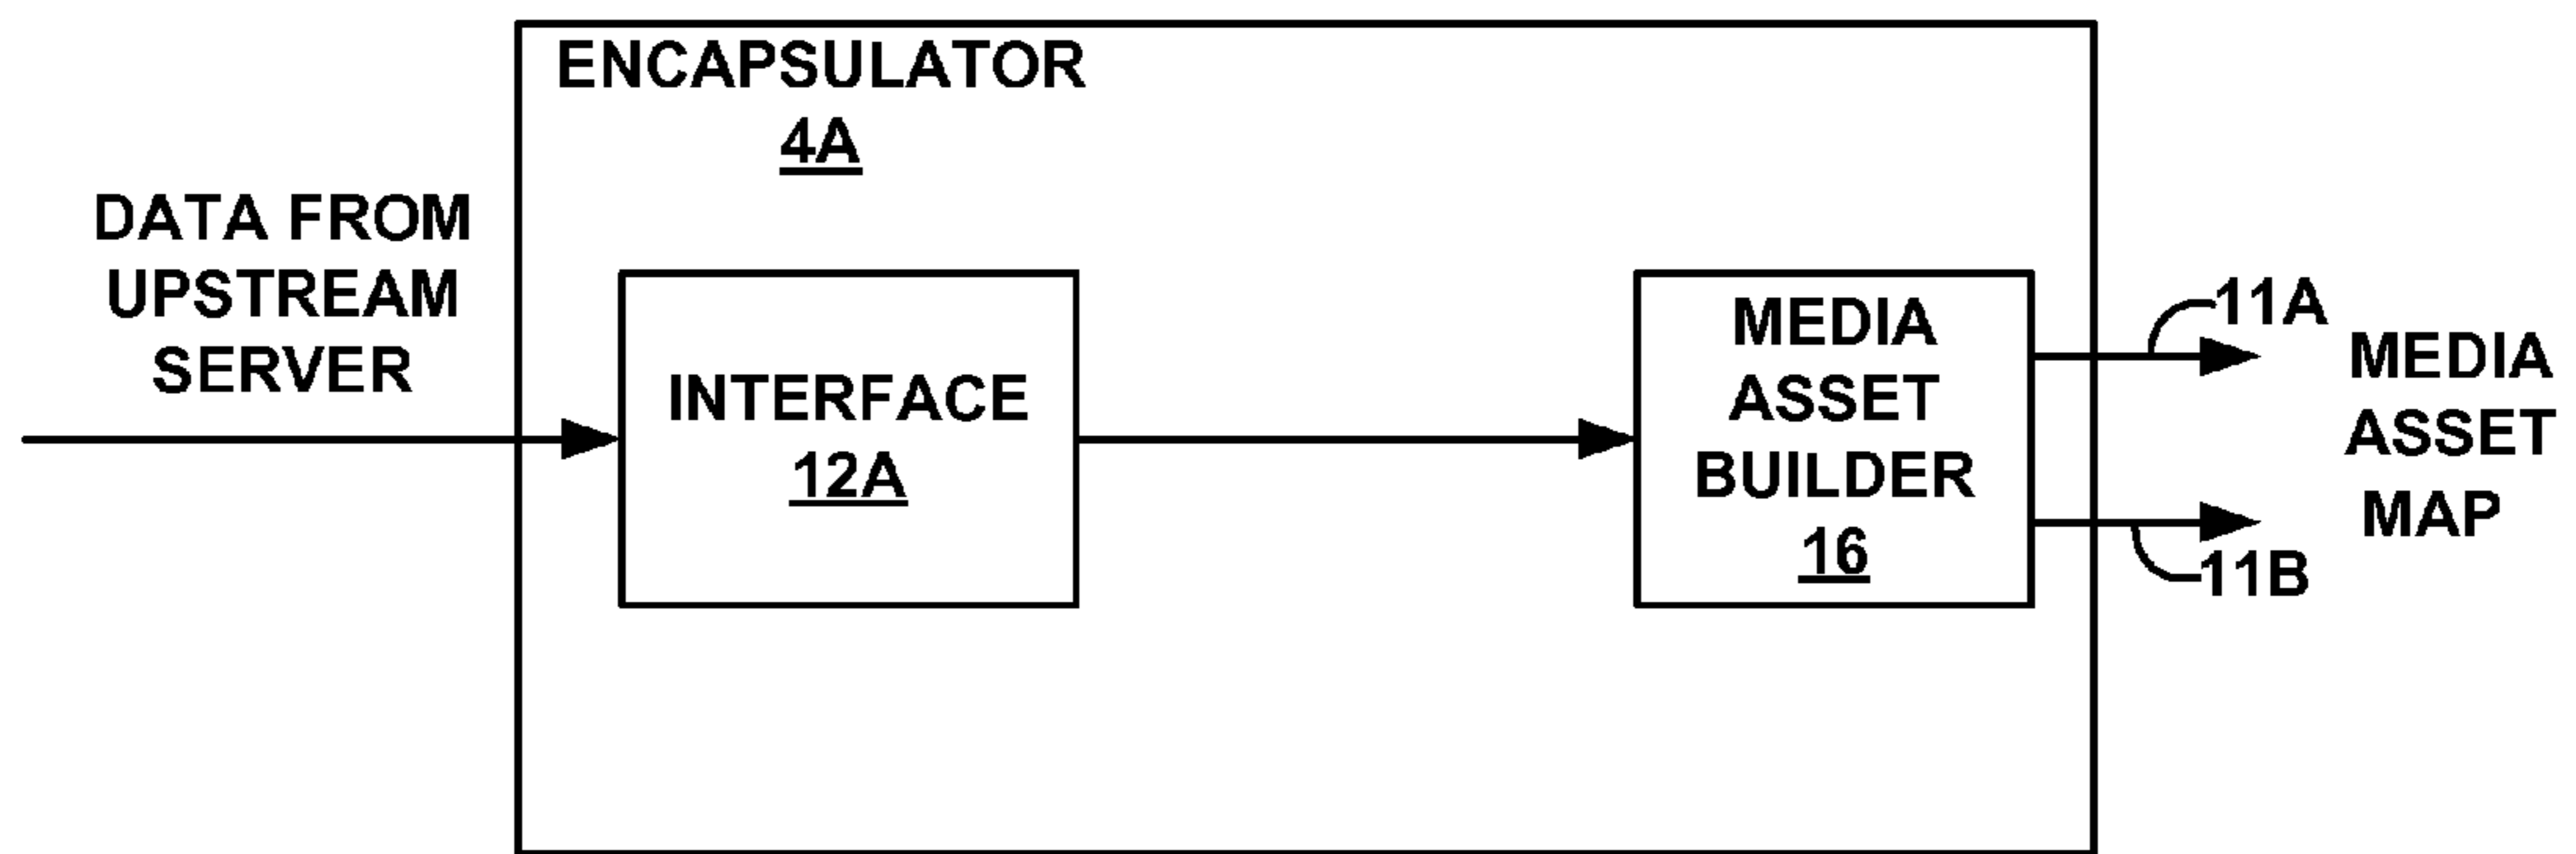 ENCAPSULATOR
4A
DATA FROM
UPSTREAM
SERVER
INTERFACE
12A
MEDIA
ASSET
BUILDER
16
11A
MEDIA
ASSET
MAP
11B